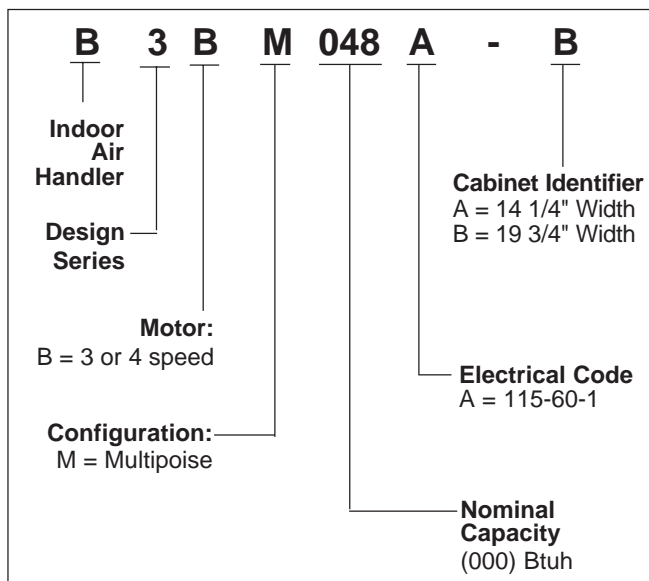 B 3 B M 048 A - B
Indoor
Air
Handler
Design
Series
Motor:
B = 3 or 4 speed
Configuration:
M = Multipoise
Cabinet Identifier
A = 14 1/4" Width
B = 19 3/4" Width
Electrical Code
A = 115-60-1
Nominal
Capacity
(000) Btuh